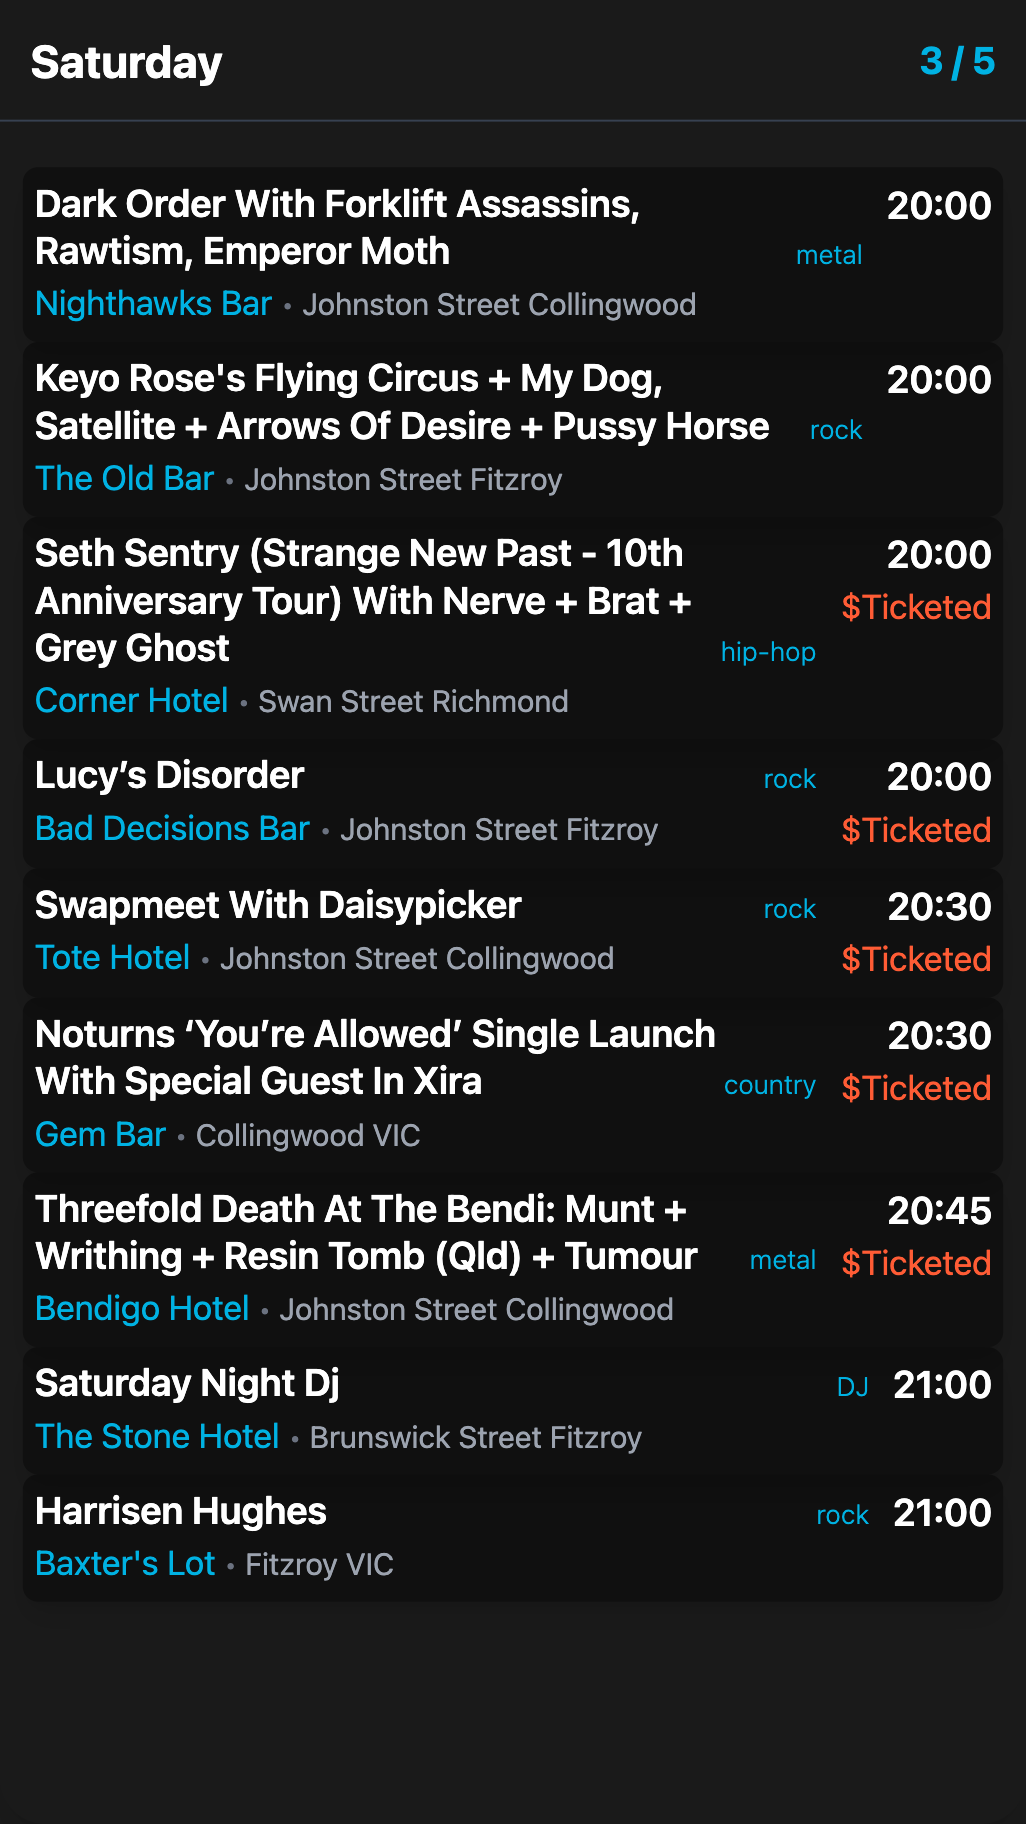 Saturday 3 / 5
Dark Order With Forklift Assassins, 20:00
Rawtism, Emperor Moth metal
Nighthawks Bar • Johnston Street Collingwood
Keyo Rose's Flying Circus + My Dog, 20:00
Satellite + Arrows Of Desire + Pussy Horse rock
The Old Bar • Johnston Street Fitzroy
Seth Sentry (Strange New Past - 10th 20:00
Anniversary Tour) With Nerve + Brat + $Ticketed
Grey Ghost hip-hop
Corner Hotel • Swan Street Richmond
Lucy’s Disorder rock 20:00
Bad Decisions Bar • Johnston Street Fitzroy $Ticketed
Swapmeet With Daisypicker rock 20:30
Tote Hotel • Johnston Street Collingwood $Ticketed
Noturns ‘You’re Allowed’ Single Launch 20:30
With Special Guest In Xira country $Ticketed
Gem Bar • Collingwood VIC
Threefold Death At The Bendi: Munt + 20:45
Writhing + Resin Tomb (Qld) + Tumour metal $Ticketed
Bendigo Hotel • Johnston Street Collingwood
Saturday Night Dj DJ 21:00
The Stone Hotel • Brunswick Street Fitzroy
Harrisen Hughes rock 21:00
Baxter's Lot • Fitzroy VIC